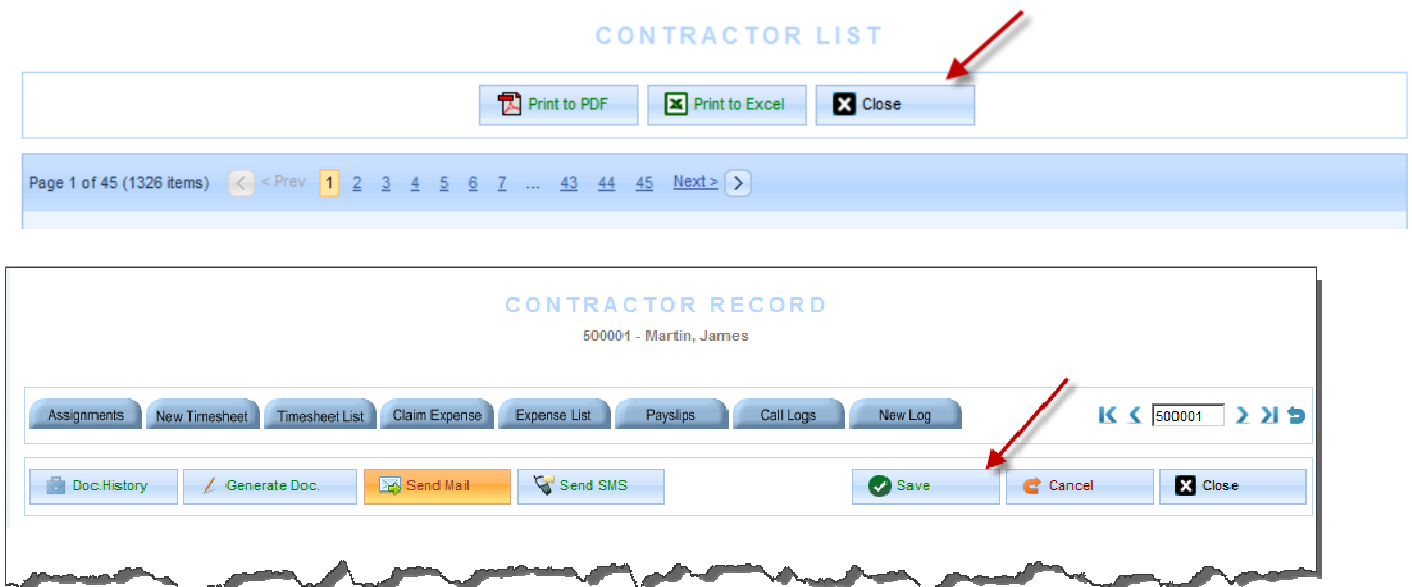 CONTRACTOR LIST
Print to PDF Print to Excel Close
Page 1 of 45 (1326 items) < Prev 1 2 3 4 5 6 7 ... 43 44 45 Next >
CONTRACTOR RECORD
500001 - Martin, James
Assignments New Timesheet Timesheet List Claim Expense Expense List Payslips Call Logs New Log 500001
Doc.History Generate Doc. Send Mail Send SMS Save Cancel Close